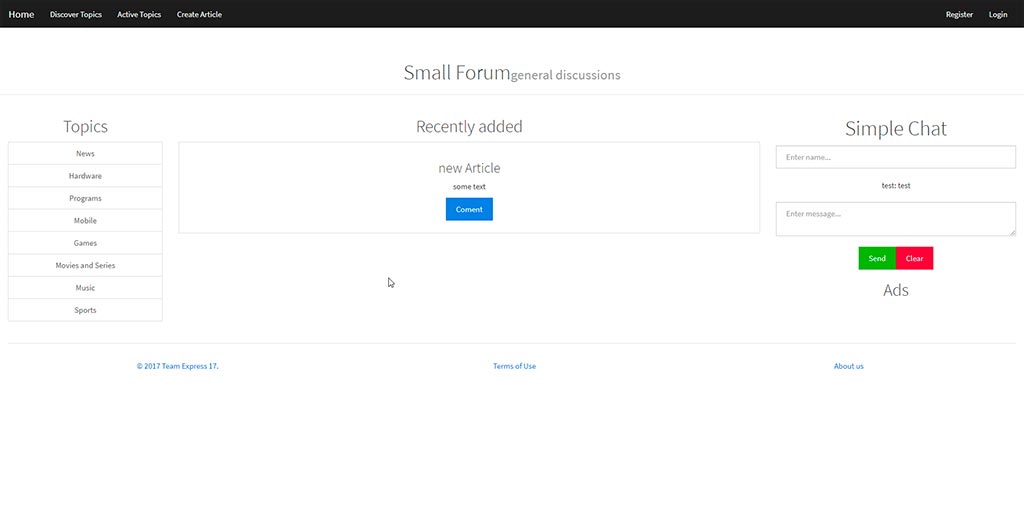 Home Discover Topics Active Topics Create Article Register Login
Small Forum general discussions
Topics
News
Hardware
Programs
Mobile
Games
Movies and Series
Music
Sports
Recently added
new Article
some text
Coment
Simple Chat
Enter name...
test: test
Enter message...
Send Clear
Ads
© 2017 Team Express 17. Terms of Use About us